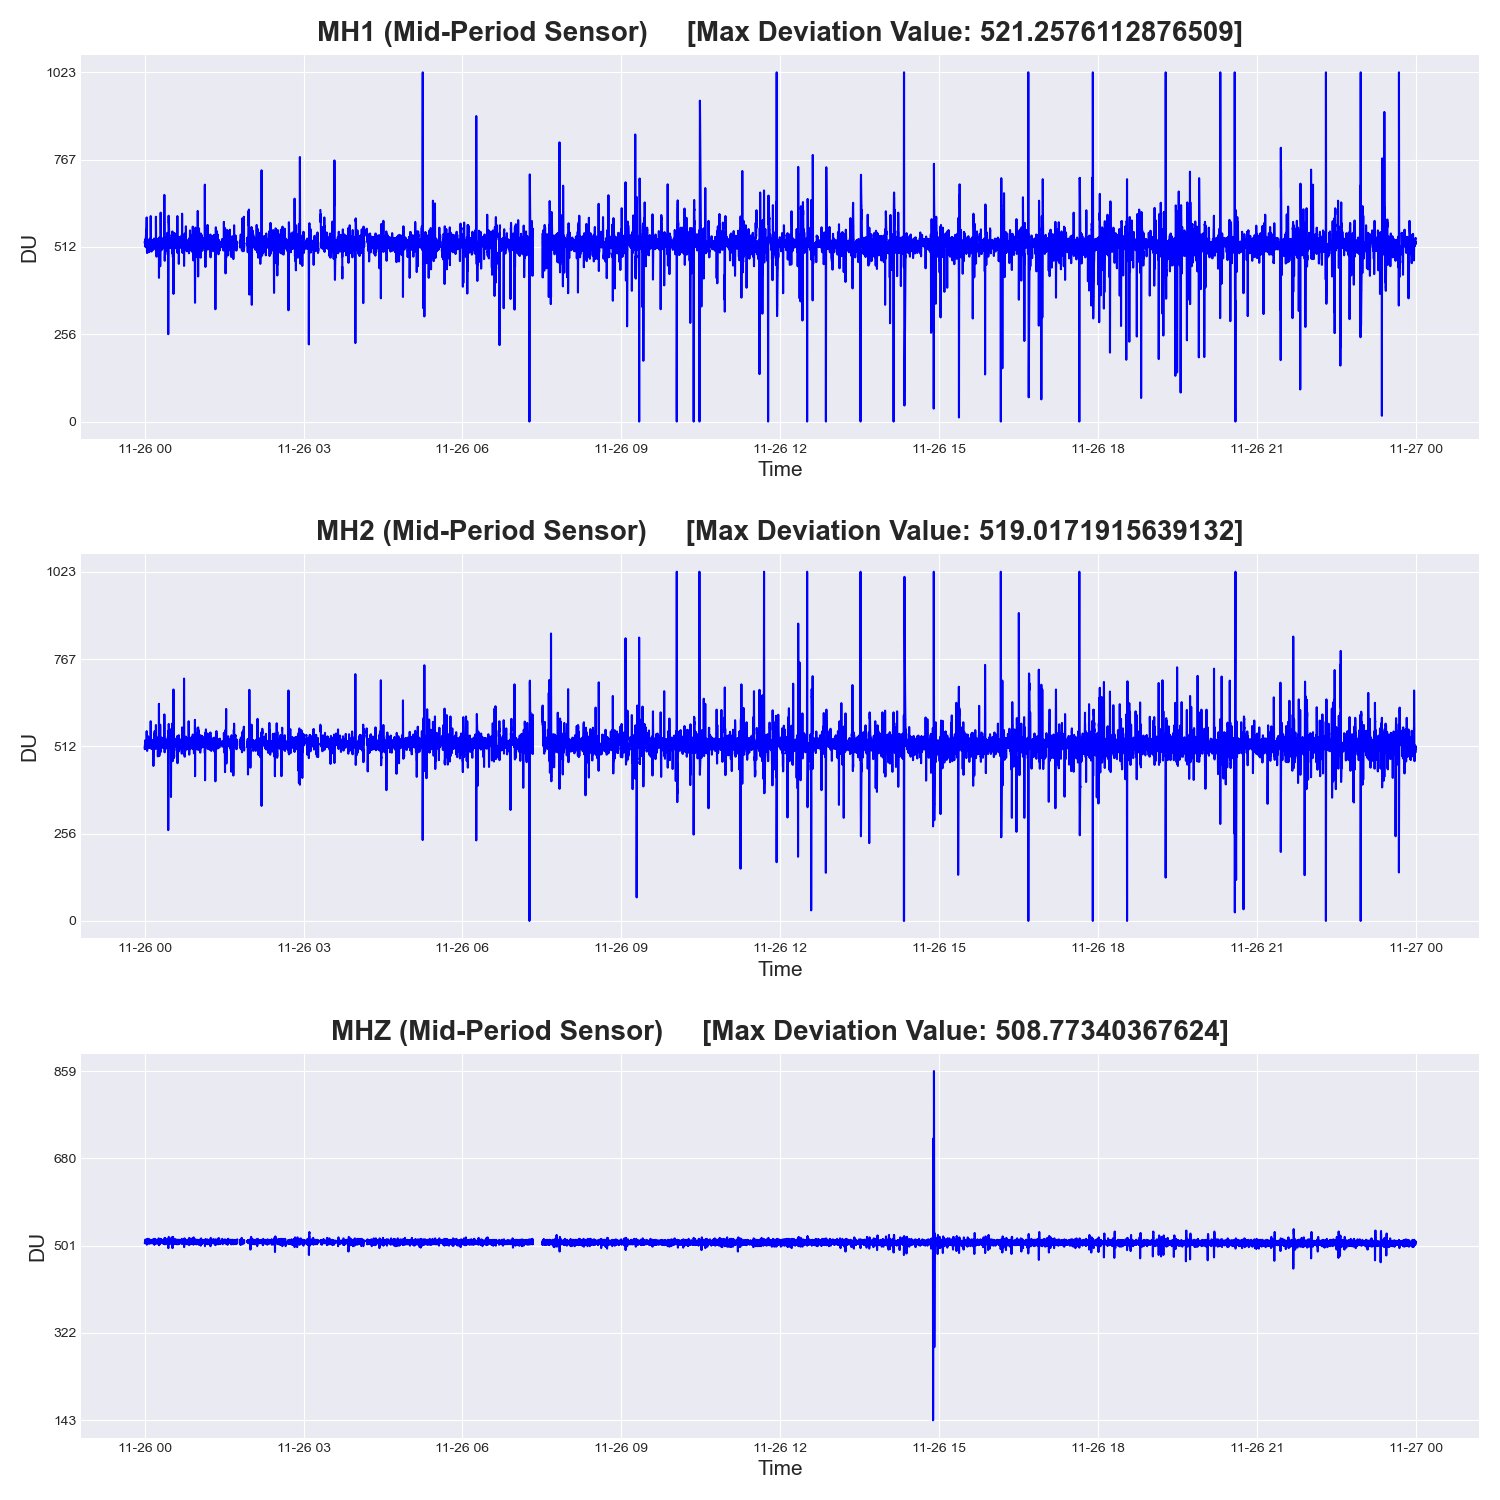 MH1 (Mid-Period Sensor) [Max Deviation Value: 521.2576112876509]
1023
767
512
256
0
DU
11-26 00 11-26 03 11-26 06 11-26 09 11-26 12 11-26 15 11-26 18 11-26 21 11-27 00
Time
MH2 (Mid-Period Sensor) [Max Deviation Value: 519.0171915639132]
1023
767
512
256
0
DU
11-26 00 11-26 03 11-26 06 11-26 09 11-26 12 11-26 15 11-26 18 11-26 21 11-27 00
Time
MHZ (Mid-Period Sensor) [Max Deviation Value: 508.77340367624]
859
680
501
322
143
DU
11-26 00 11-26 03 11-26 06 11-26 09 11-26 12 11-26 15 11-26 18 11-26 21 11-27 00
Time